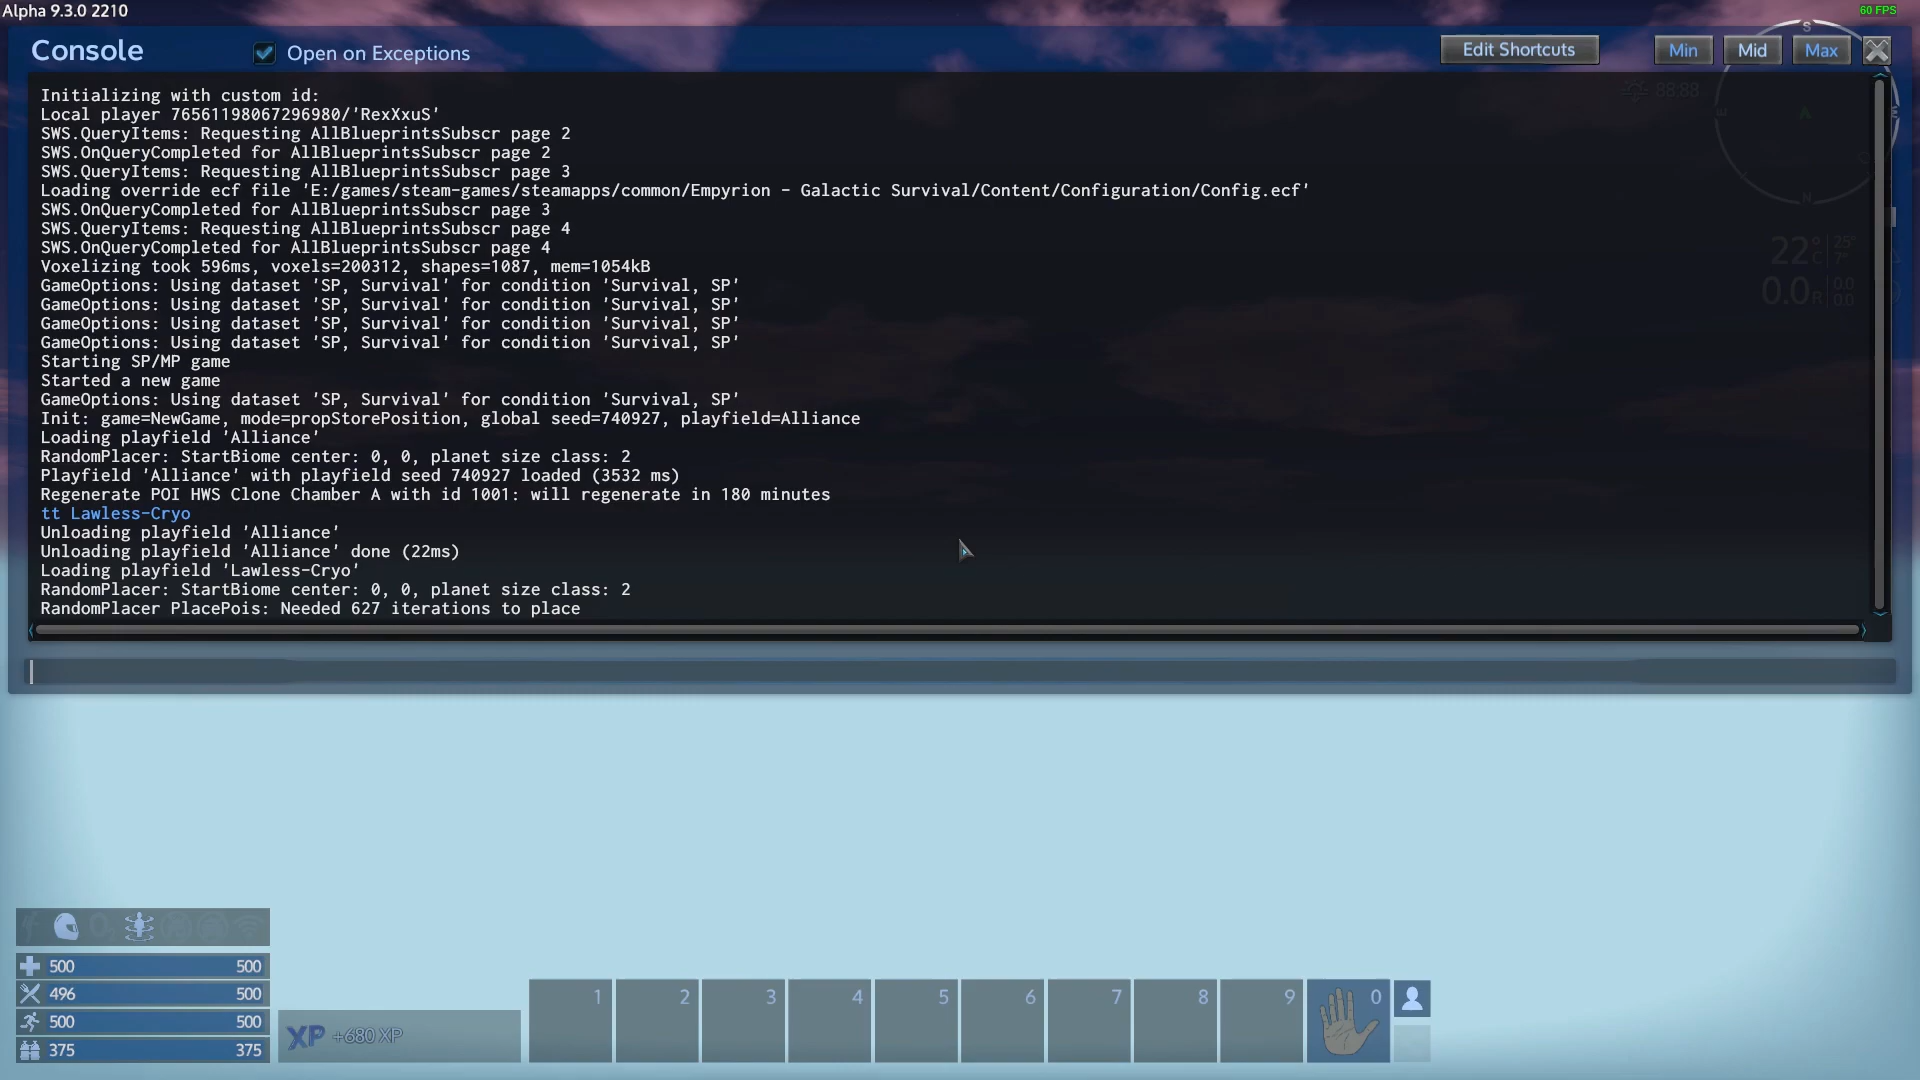 Alpha 9.3.0 2210
60 FPS
Console
Open on Exceptions
Edit Shortcuts
Min
Mid
Max
Initializing with custom id:
Local player 76561198067296980/'RexXxuS'
SWS.QueryItems: Requesting AllBlueprintsSubscr page 2
SWS.OnQueryCompleted for AllBlueprintsSubscr page 2
SWS.QueryItems: Requesting AllBlueprintsSubscr page 3
Loading override ecf file 'E:/games/steam-games/steamapps/common/Empyrion - Galactic Survival/Content/Configuration/Config.ecf'
SWS.OnQueryCompleted for AllBlueprintsSubscr page 3
SWS.QueryItems: Requesting AllBlueprintsSubscr page 4
SWS.OnQueryCompleted for AllBlueprintsSubscr page 4
Voxelizing took 596ms, voxels=200312, shapes=1087, mem=1054kB
GameOptions: Using dataset 'SP, Survival' for condition 'Survival, SP'
GameOptions: Using dataset 'SP, Survival' for condition 'Survival, SP'
GameOptions: Using dataset 'SP, Survival' for condition 'Survival, SP'
GameOptions: Using dataset 'SP, Survival' for condition 'Survival, SP'
Starting SP/MP game
Started a new game
GameOptions: Using dataset 'SP, Survival' for condition 'Survival, SP'
Init: game=NewGame, mode=propStorePosition, global seed=740927, playfield=Alliance
Loading playfield 'Alliance'
RandomPlacer: StartBiome center: 0, 0, planet size class: 2
Playfield 'Alliance' with playfield seed 740927 loaded (3532 ms)
Regenerate POI HWS Clone Chamber A with id 1001: will regenerate in 180 minutes
tt Lawless-Cryo
Unloading playfield 'Alliance'
Unloading playfield 'Alliance' done (22ms)
Loading playfield 'Lawless-Cryo'
RandomPlacer: StartBiome center: 0, 0, planet size class: 2
RandomPlacer PlacePois: Needed 627 iterations to place
S
88:88
N
22°C 25° 7°
0.0R 0.0 0.0
500 500
496 500
500 500
375 375
XP +680 XP
1 2 3 4 5 6 7 8 9 0